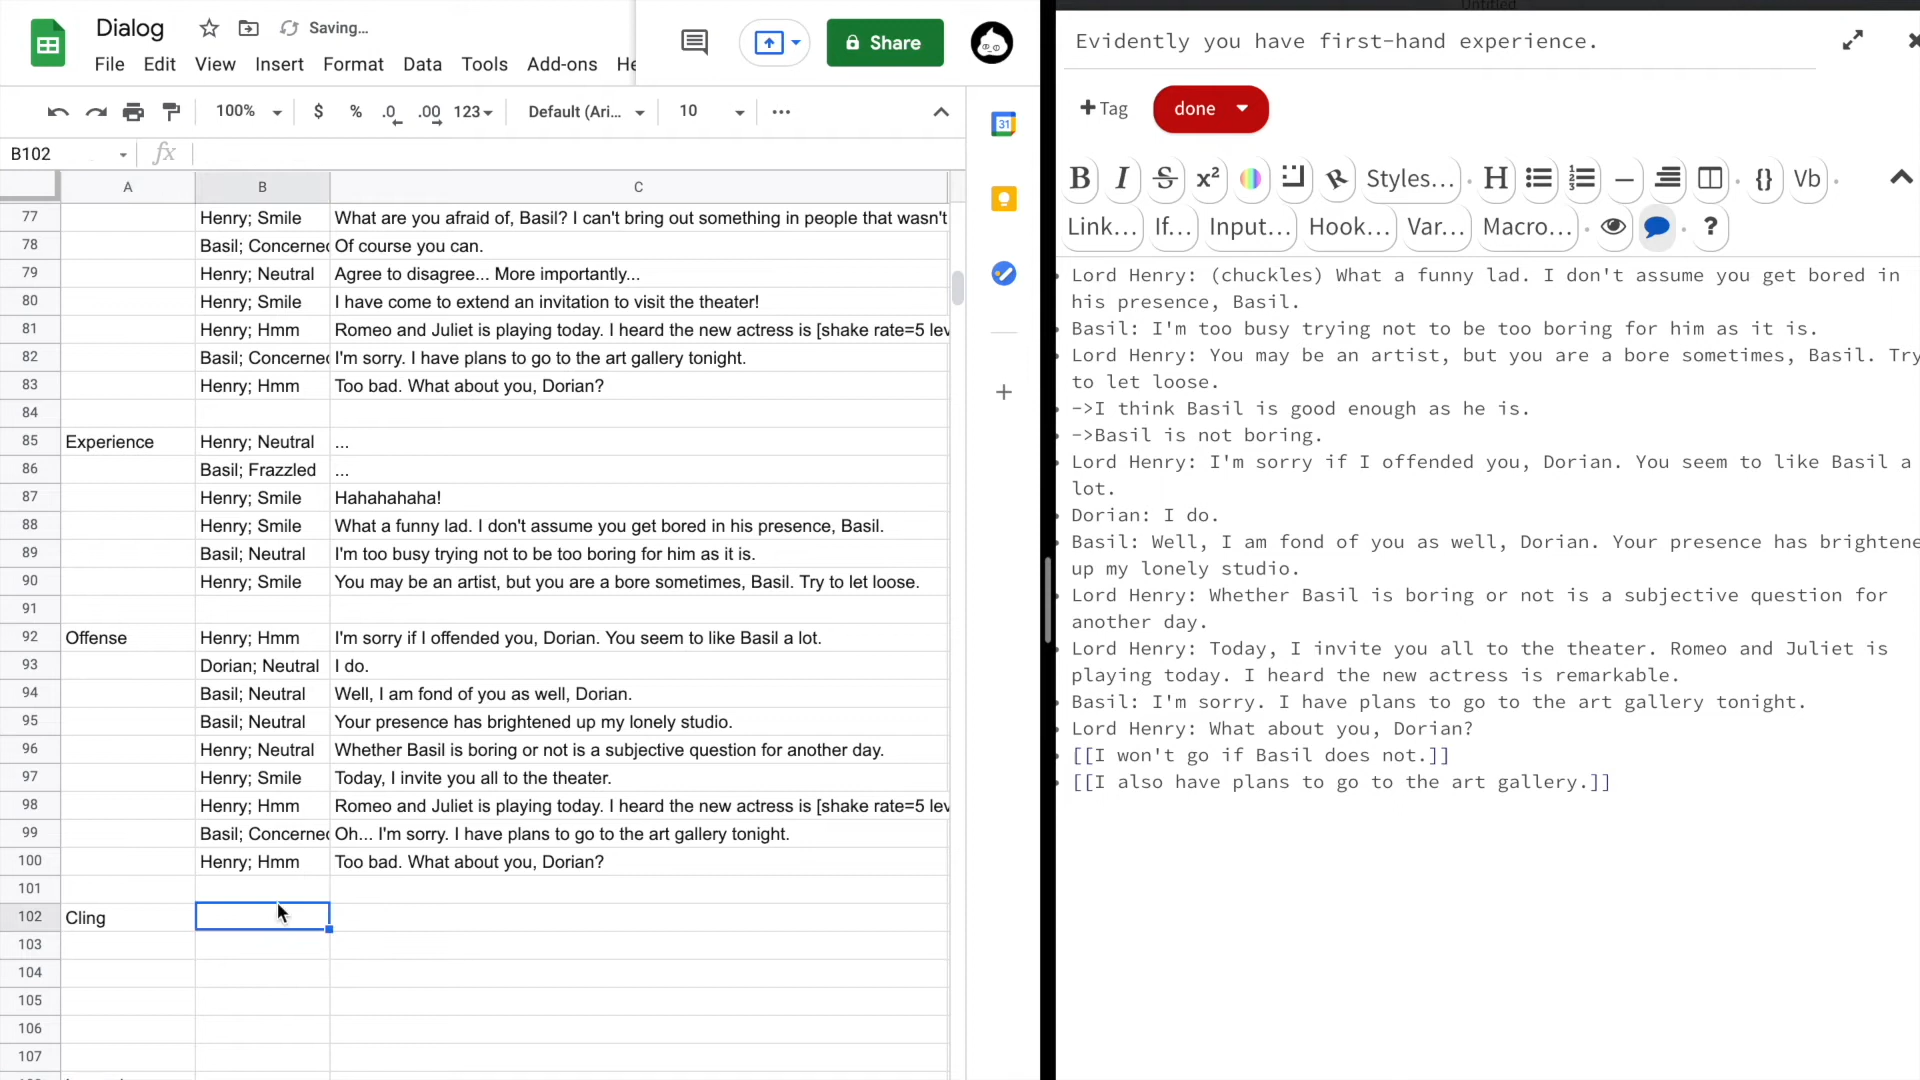 Dialog
Saving...
File Edit View Insert Format Data Tools Add-ons He
Share
100% $ % .0 .00 123 Default (Ari... 10
B102
fx
A B C
77 Henry; Smile What are you afraid of, Basil? I can't bring out something in people that wasn't
78 Basil; Concerned Of course you can.
79 Henry; Neutral Agree to disagree... More importantly...
80 Henry; Smile I have come to extend an invitation to visit the theater!
81 Henry; Hmm Romeo and Juliet is playing today. I heard the new actress is [shake rate=5 lev
82 Basil; Concerned I'm sorry. I have plans to go to the art gallery tonight.
83 Henry; Hmm Too bad. What about you, Dorian?
84
85 Experience Henry; Neutral ...
86 Basil; Frazzled ...
87 Henry; Smile Hahahahaha!
88 Henry; Smile What a funny lad. I don't assume you get bored in his presence, Basil.
89 Basil; Neutral I'm too busy trying not to be too boring for him as it is.
90 Henry; Smile You may be an artist, but you are a bore sometimes, Basil. Try to let loose.
91
92 Offense Henry; Hmm I'm sorry if I offended you, Dorian. You seem to like Basil a lot.
93 Dorian; Neutral I do.
94 Basil; Neutral Well, I am fond of you as well, Dorian.
95 Basil; Neutral Your presence has brightened up my lonely studio.
96 Henry; Neutral Whether Basil is boring or not is a subjective question for another day.
97 Henry; Smile Today, I invite you all to the theater.
98 Henry; Hmm Romeo and Juliet is playing today. I heard the new actress is [shake rate=5 lev
99 Basil; Concerned Oh... I'm sorry. I have plans to go to the art gallery tonight.
100 Henry; Hmm Too bad. What about you, Dorian?
101
102 Cling
103
104
105
106
107
31
Untitled
Evidently you have first-hand experience.
+ Tag done
B I S x² Styles... H {} Vb
Link... If... Input... Hook... Var... Macro... ?
Lord Henry: (chuckles) What a funny lad. I don't assume you get bored in
his presence, Basil.
Basil: I'm too busy trying not to be too boring for him as it is.
Lord Henry: You may be an artist, but you are a bore sometimes, Basil. Try
to let loose.
->I think Basil is good enough as he is.
->Basil is not boring.
Lord Henry: I'm sorry if I offended you, Dorian. You seem to like Basil a
lot.
Dorian: I do.
Basil: Well, I am fond of you as well, Dorian. Your presence has brightene
up my lonely studio.
Lord Henry: Whether Basil is boring or not is a subjective question for
another day.
Lord Henry: Today, I invite you all to the theater. Romeo and Juliet is
playing today. I heard the new actress is remarkable.
Basil: I'm sorry. I have plans to go to the art gallery tonight.
Lord Henry: What about you, Dorian?
[[I won't go if Basil does not.]]
[[I also have plans to go to the art gallery.]]